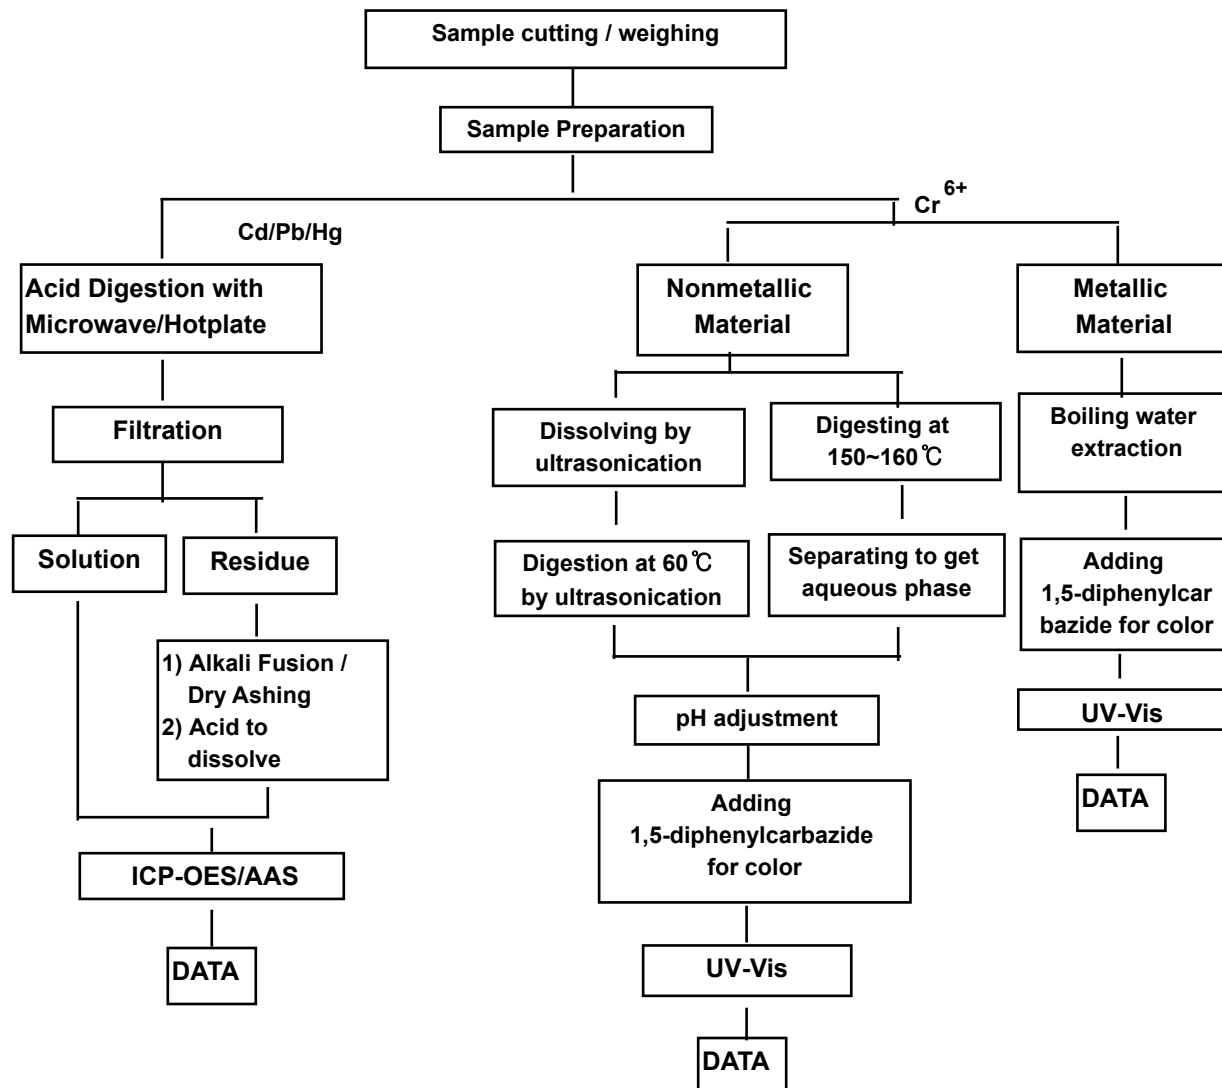 Sample cutting / weighing
Sample Preparation
Cr6+
Cd/Pb/Hg
Acid Digestion with
Microwave/Hotplate
Nonmetallic
Material
Metallic
Material
Filtration
Dissolving by
ultrasonication
Digesting at
150~160℃
Boiling water
extraction
Solution
Residue
Digestion at 60℃
by ultrasonication
Separating to get
aqueous phase
Adding
1,5-diphenylcar
bazide for color
1) Alkali Fusion /
Dry Ashing
2) Acid to
dissolve
pH adjustment
UV-Vis
DATA
Adding
1,5-diphenylcarbazide
for color
ICP-OES/AAS
UV-Vis
DATA
DATA